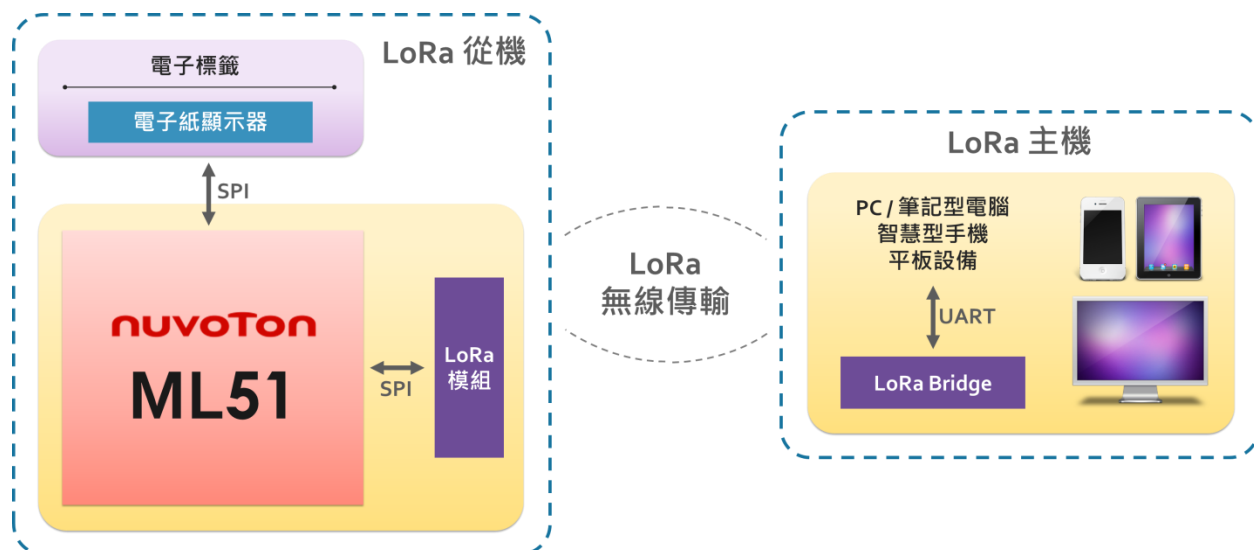 LoRa 從機
電子標籤
電子紙顯示器
SPI
nuvoTon
ML51
SPI
LoRa
模組
LoRa
無線傳輸
LoRa 主機
PC / 筆記型電腦
智慧型手機
平板設備
UART
LoRa Bridge